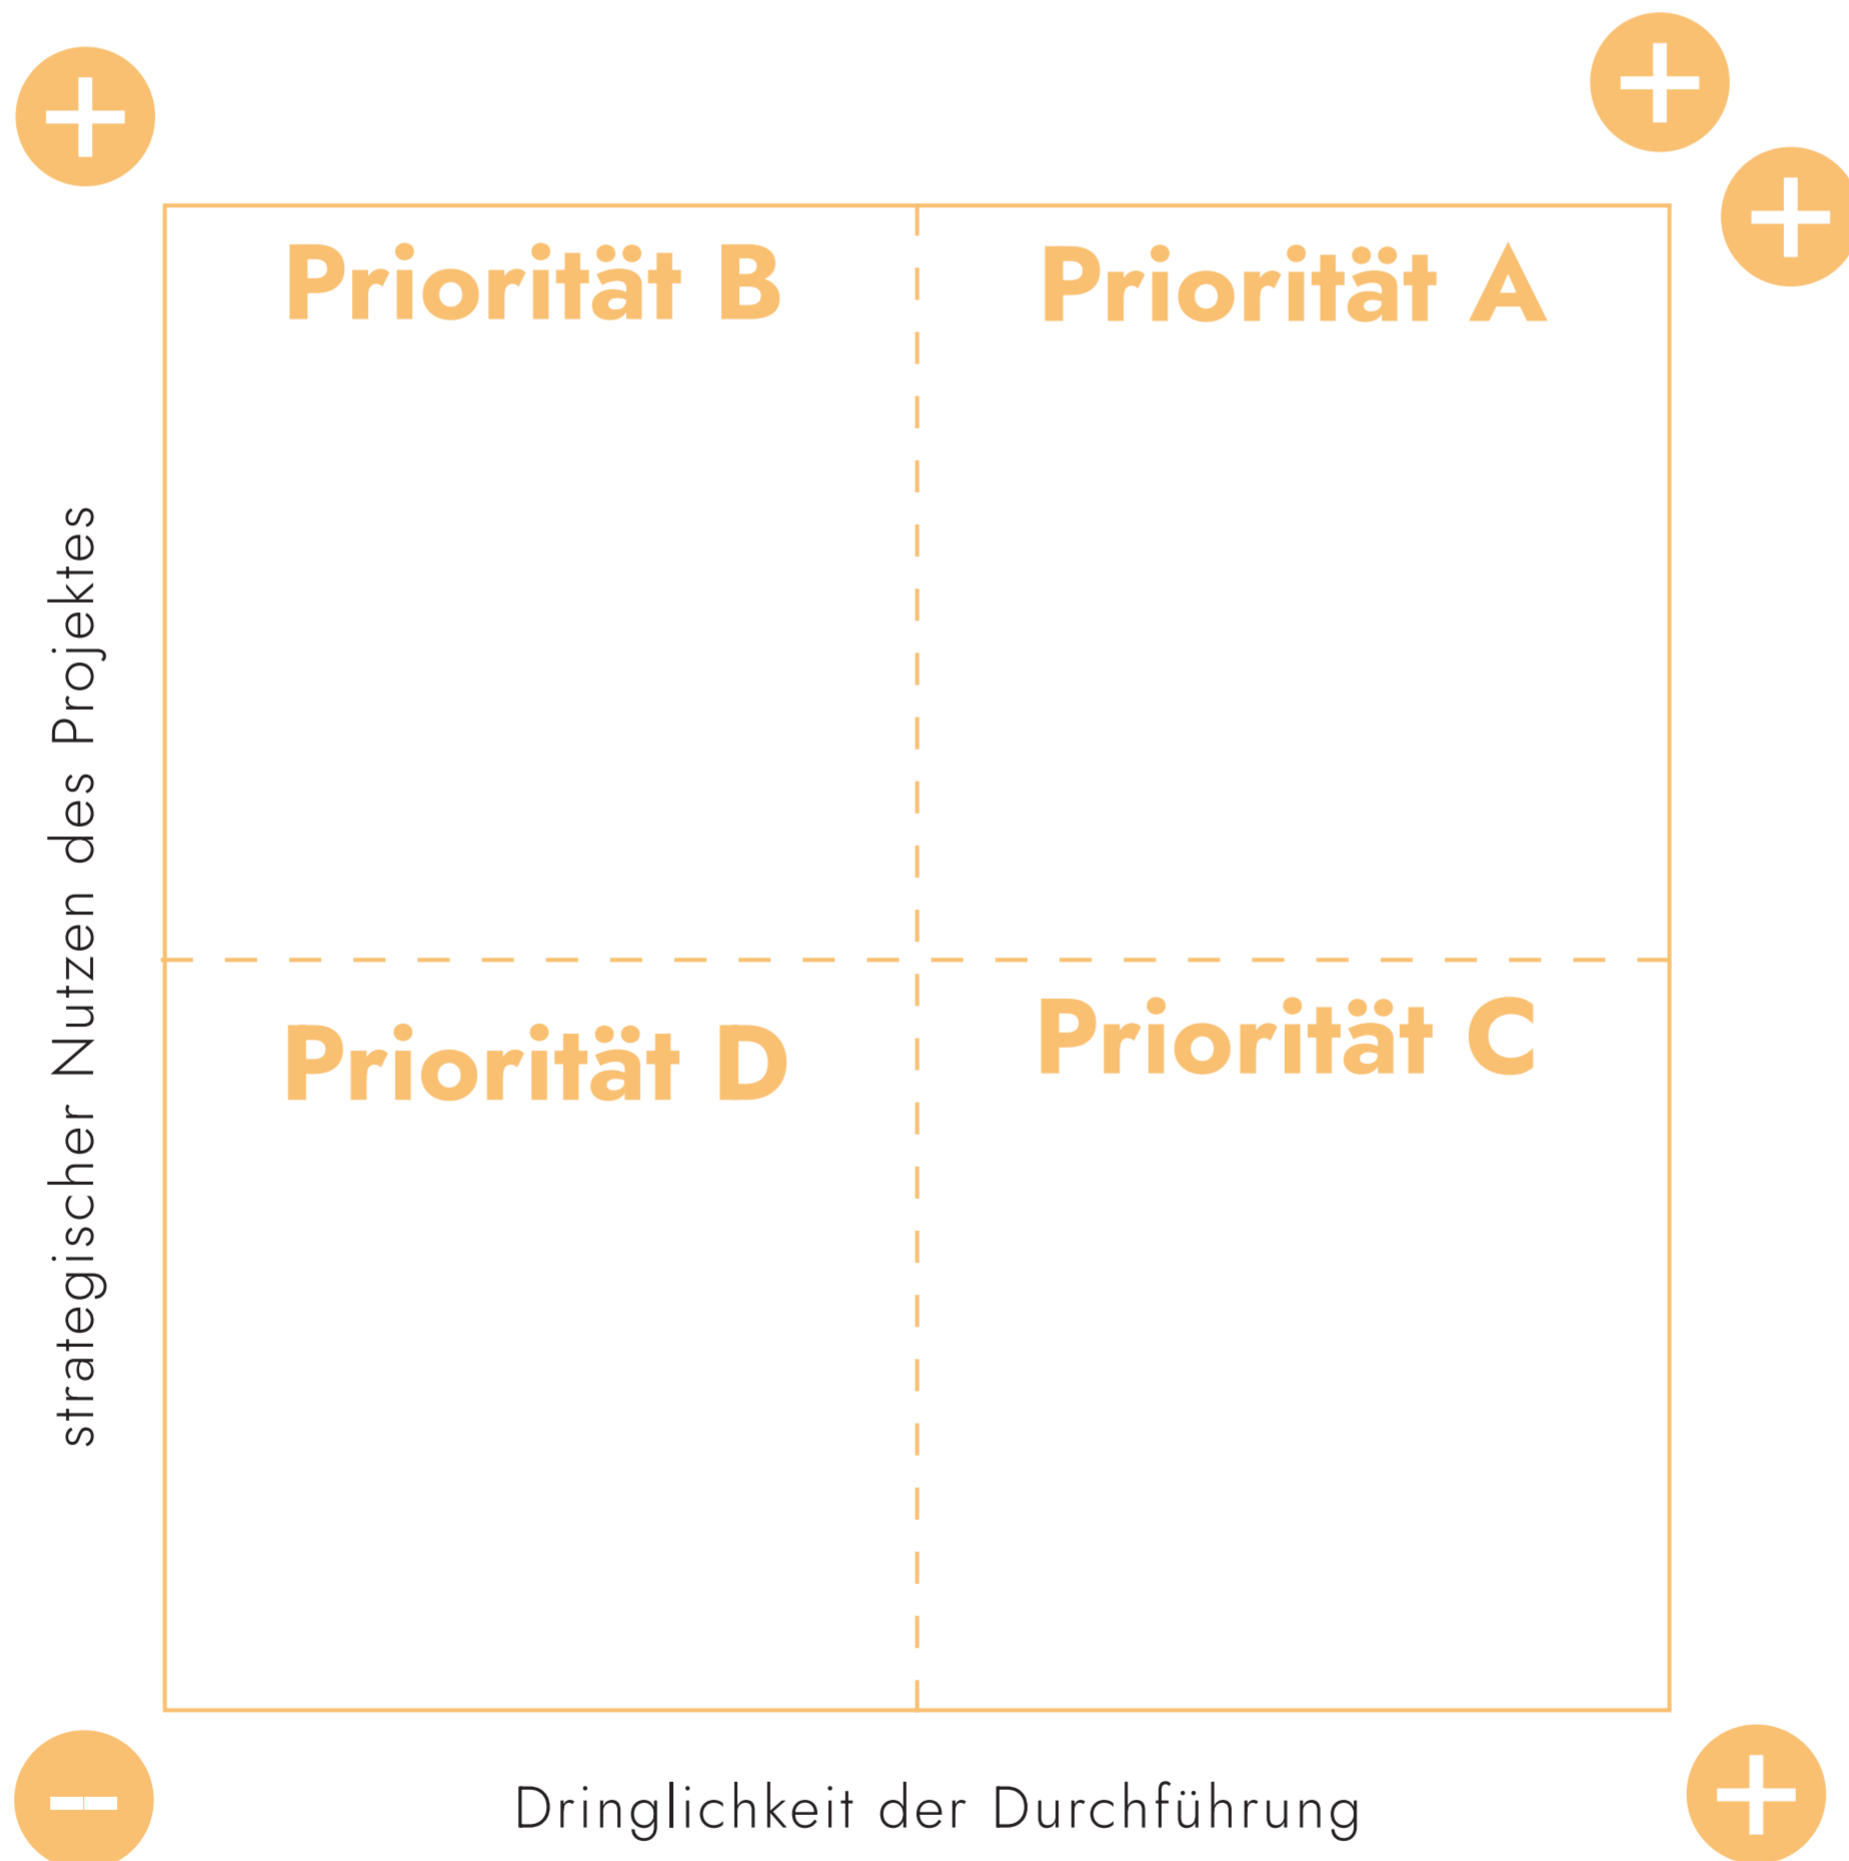 Priorität B
Priorität A
strategischer Nutzen des Projektes
Priorität D
Priorität C
Dringlichkeit der Durchführung